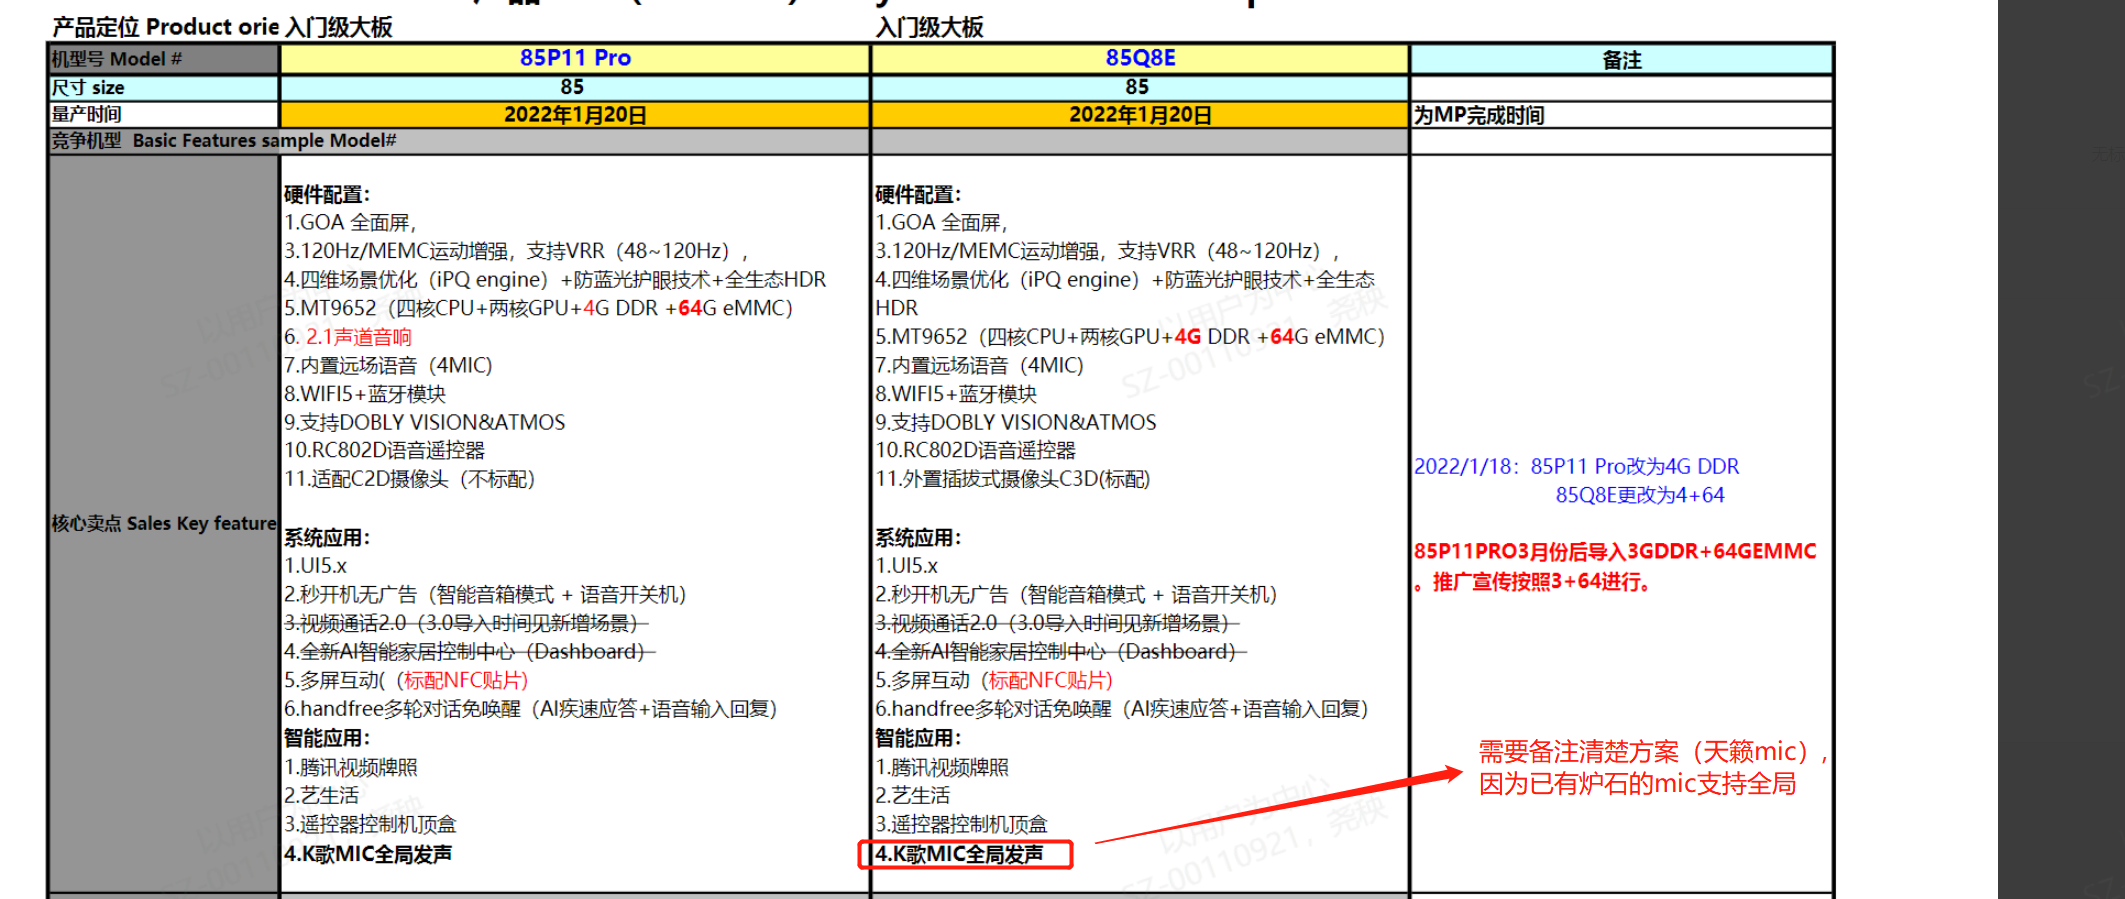 产品定位 Product orie 入门级大板 入门级大板
机型号 Model # 85P11 Pro 85Q8E 备注
尺寸 size 85 85
量产时间 2022年1月20日 2022年1月20日 为MP完成时间
竞争机型 Basic Features sample Model#
核心卖点 Sales Key feature
硬件配置：
1.GOA 全面屏，
3.120Hz/MEMC运动增强，支持VRR（48~120Hz），
4.四维场景优化（iPQ engine）+防蓝光护眼技术+全生态HDR
5.MT9652（四核CPU+两核GPU+4G DDR +64G eMMC）
6. 2.1声道音响
7.内置远场语音（4MIC)
8.WIFI5+蓝牙模块
9.支持DOBLY VISION&ATMOS
10.RC802D语音遥控器
11.适配C2D摄像头（不标配）
系统应用：
1.UI5.x
2.秒开机无广告（智能音箱模式 + 语音开关机）
3.视频通话2.0（3.0导入时间见新增场景）
4.全新AI智能家居控制中心（Dashboard）
5.多屏互动(（标配NFC贴片)
6.handfree多轮对话免唤醒（AI疾速应答+语音输入回复）
智能应用：
1.腾讯视频牌照
2.艺生活
3.遥控器控制机顶盒
4.K歌MIC全局发声
硬件配置：
1.GOA 全面屏，
3.120Hz/MEMC运动增强，支持VRR（48~120Hz），
4.四维场景优化（iPQ engine）+防蓝光护眼技术+全生态
HDR
5.MT9652（四核CPU+两核GPU+4G DDR +64G eMMC）
7.内置远场语音（4MIC)
8.WIFI5+蓝牙模块
9.支持DOBLY VISION&ATMOS
10.RC802D语音遥控器
11.外置插拔式摄像头C3D(标配)
系统应用：
1.UI5.x
2.秒开机无广告（智能音箱模式 + 语音开关机）
3.视频通话2.0（3.0导入时间见新增场景）
4.全新AI智能家居控制中心（Dashboard）
5.多屏互动（标配NFC贴片)
6.handfree多轮对话免唤醒（AI疾速应答+语音输入回复）
智能应用：
1.腾讯视频牌照
2.艺生活
3.遥控器控制机顶盒
4.K歌MIC全局发声
2022/1/18：85P11 Pro改为4G DDR
85Q8E更改为4+64
85P11PRO3月份后导入3GDDR+64GEMMC
。推广宣传按照3+64进行。
需要备注清楚方案（天籁mic），
因为已有炉石的mic支持全局
以用户为中心
SZ-00110921，尧秧
以用户为中心
SZ-00110921，尧秧